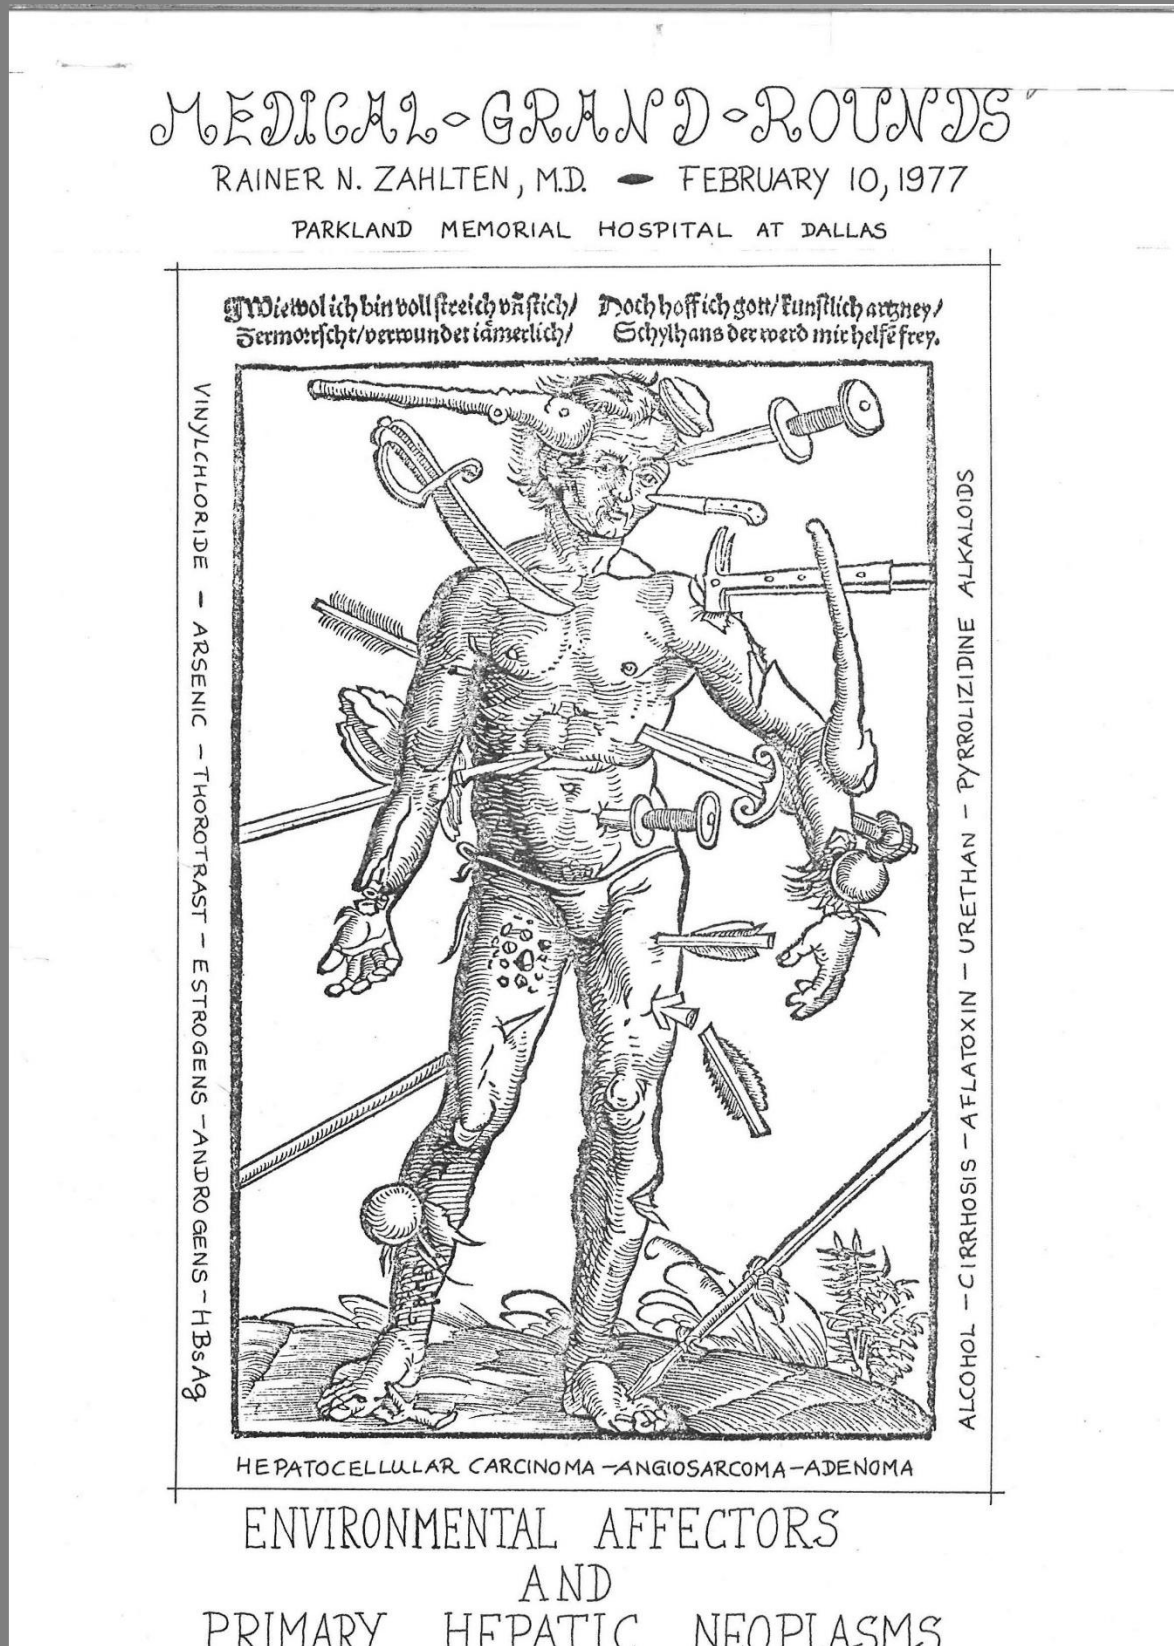 MEDICAL-GRAND-ROUNDS
RAINER N. ZAHLTEN, M.D. — FEBRUARY 10, 1977
PARKLAND MEMORIAL HOSPITAL AT DALLAS
Wiewol ich bin voll streich vñ stich/
Zermorscht/verwundet iämerlich/
Doch hoff ich gott/kunstlich artzney/
Schylhans der werd mir helfē frey.
VINYLCHLORIDE - ARSENIC - THOROTRAST - ESTROGENS - ANDROGENS - HBsAg
ALCOHOL - CIRRHOSIS - AFLATOXIN - URETHAN - PYRROLIZIDINE ALKALOIDS
HEPATOCELLULAR CARCINOMA - ANGIOSARCOMA - ADENOMA
ENVIRONMENTAL AFFECTORS
AND
PRIMARY HEPATIC NEOPLASMS